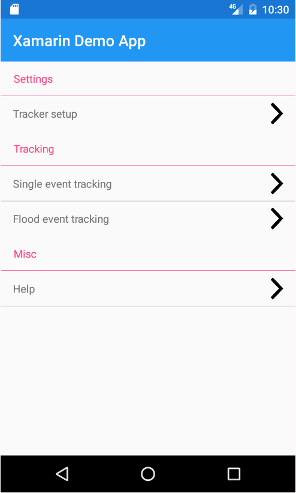 4G 10:30
Xamarin Demo App
Settings
Tracker setup
Tracking
Single event tracking
Flood event tracking
Misc
Help